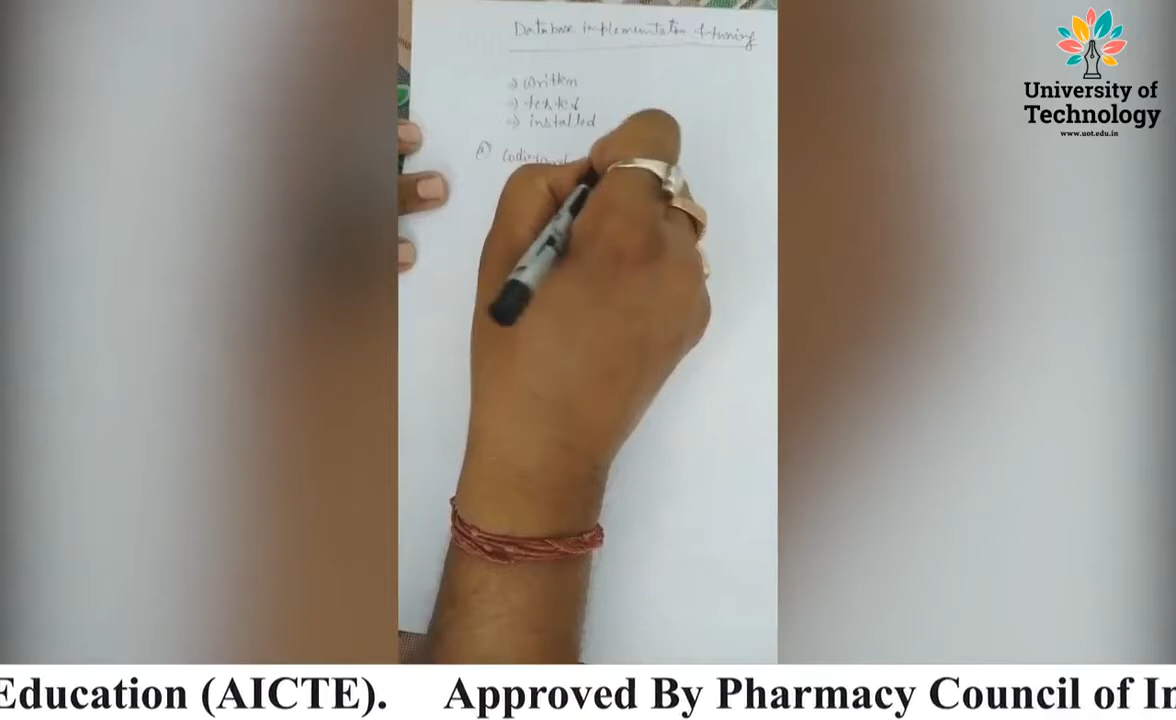 Database implementation & tuning
→ written
→ tested
→ installed
University of
Technology
www.uot.edu.in
Education (AICTE). Approved By Pharmacy Council of In